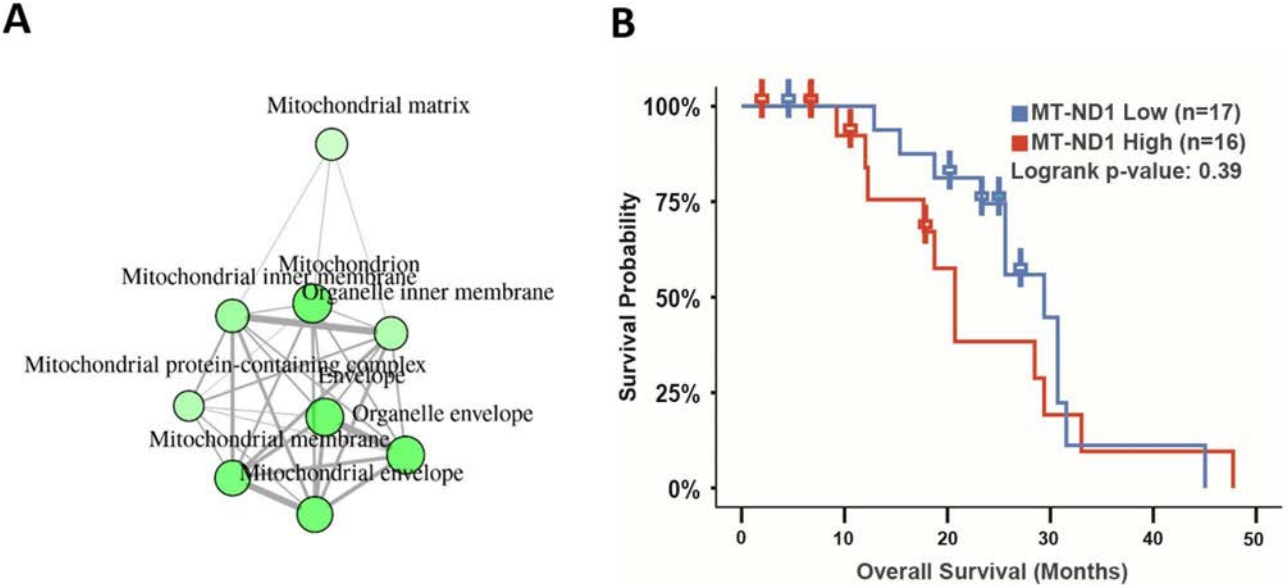 A
Mitochondrial matrix
Mitochondrion
Mitochondrial inner membrane
Organelle inner membrane
Mitochondrial protein-containing complex
Envelope
Organelle envelope
Mitochondrial membrane
Mitochondrial envelope
B
MT-ND1 Low (n=17)
MT-ND1 High (n=16)
Logrank p-value: 0.39
Survival Probability
100%
75%
50%
25%
0%
0 10 20 30 40 50
Overall Survival (Months)